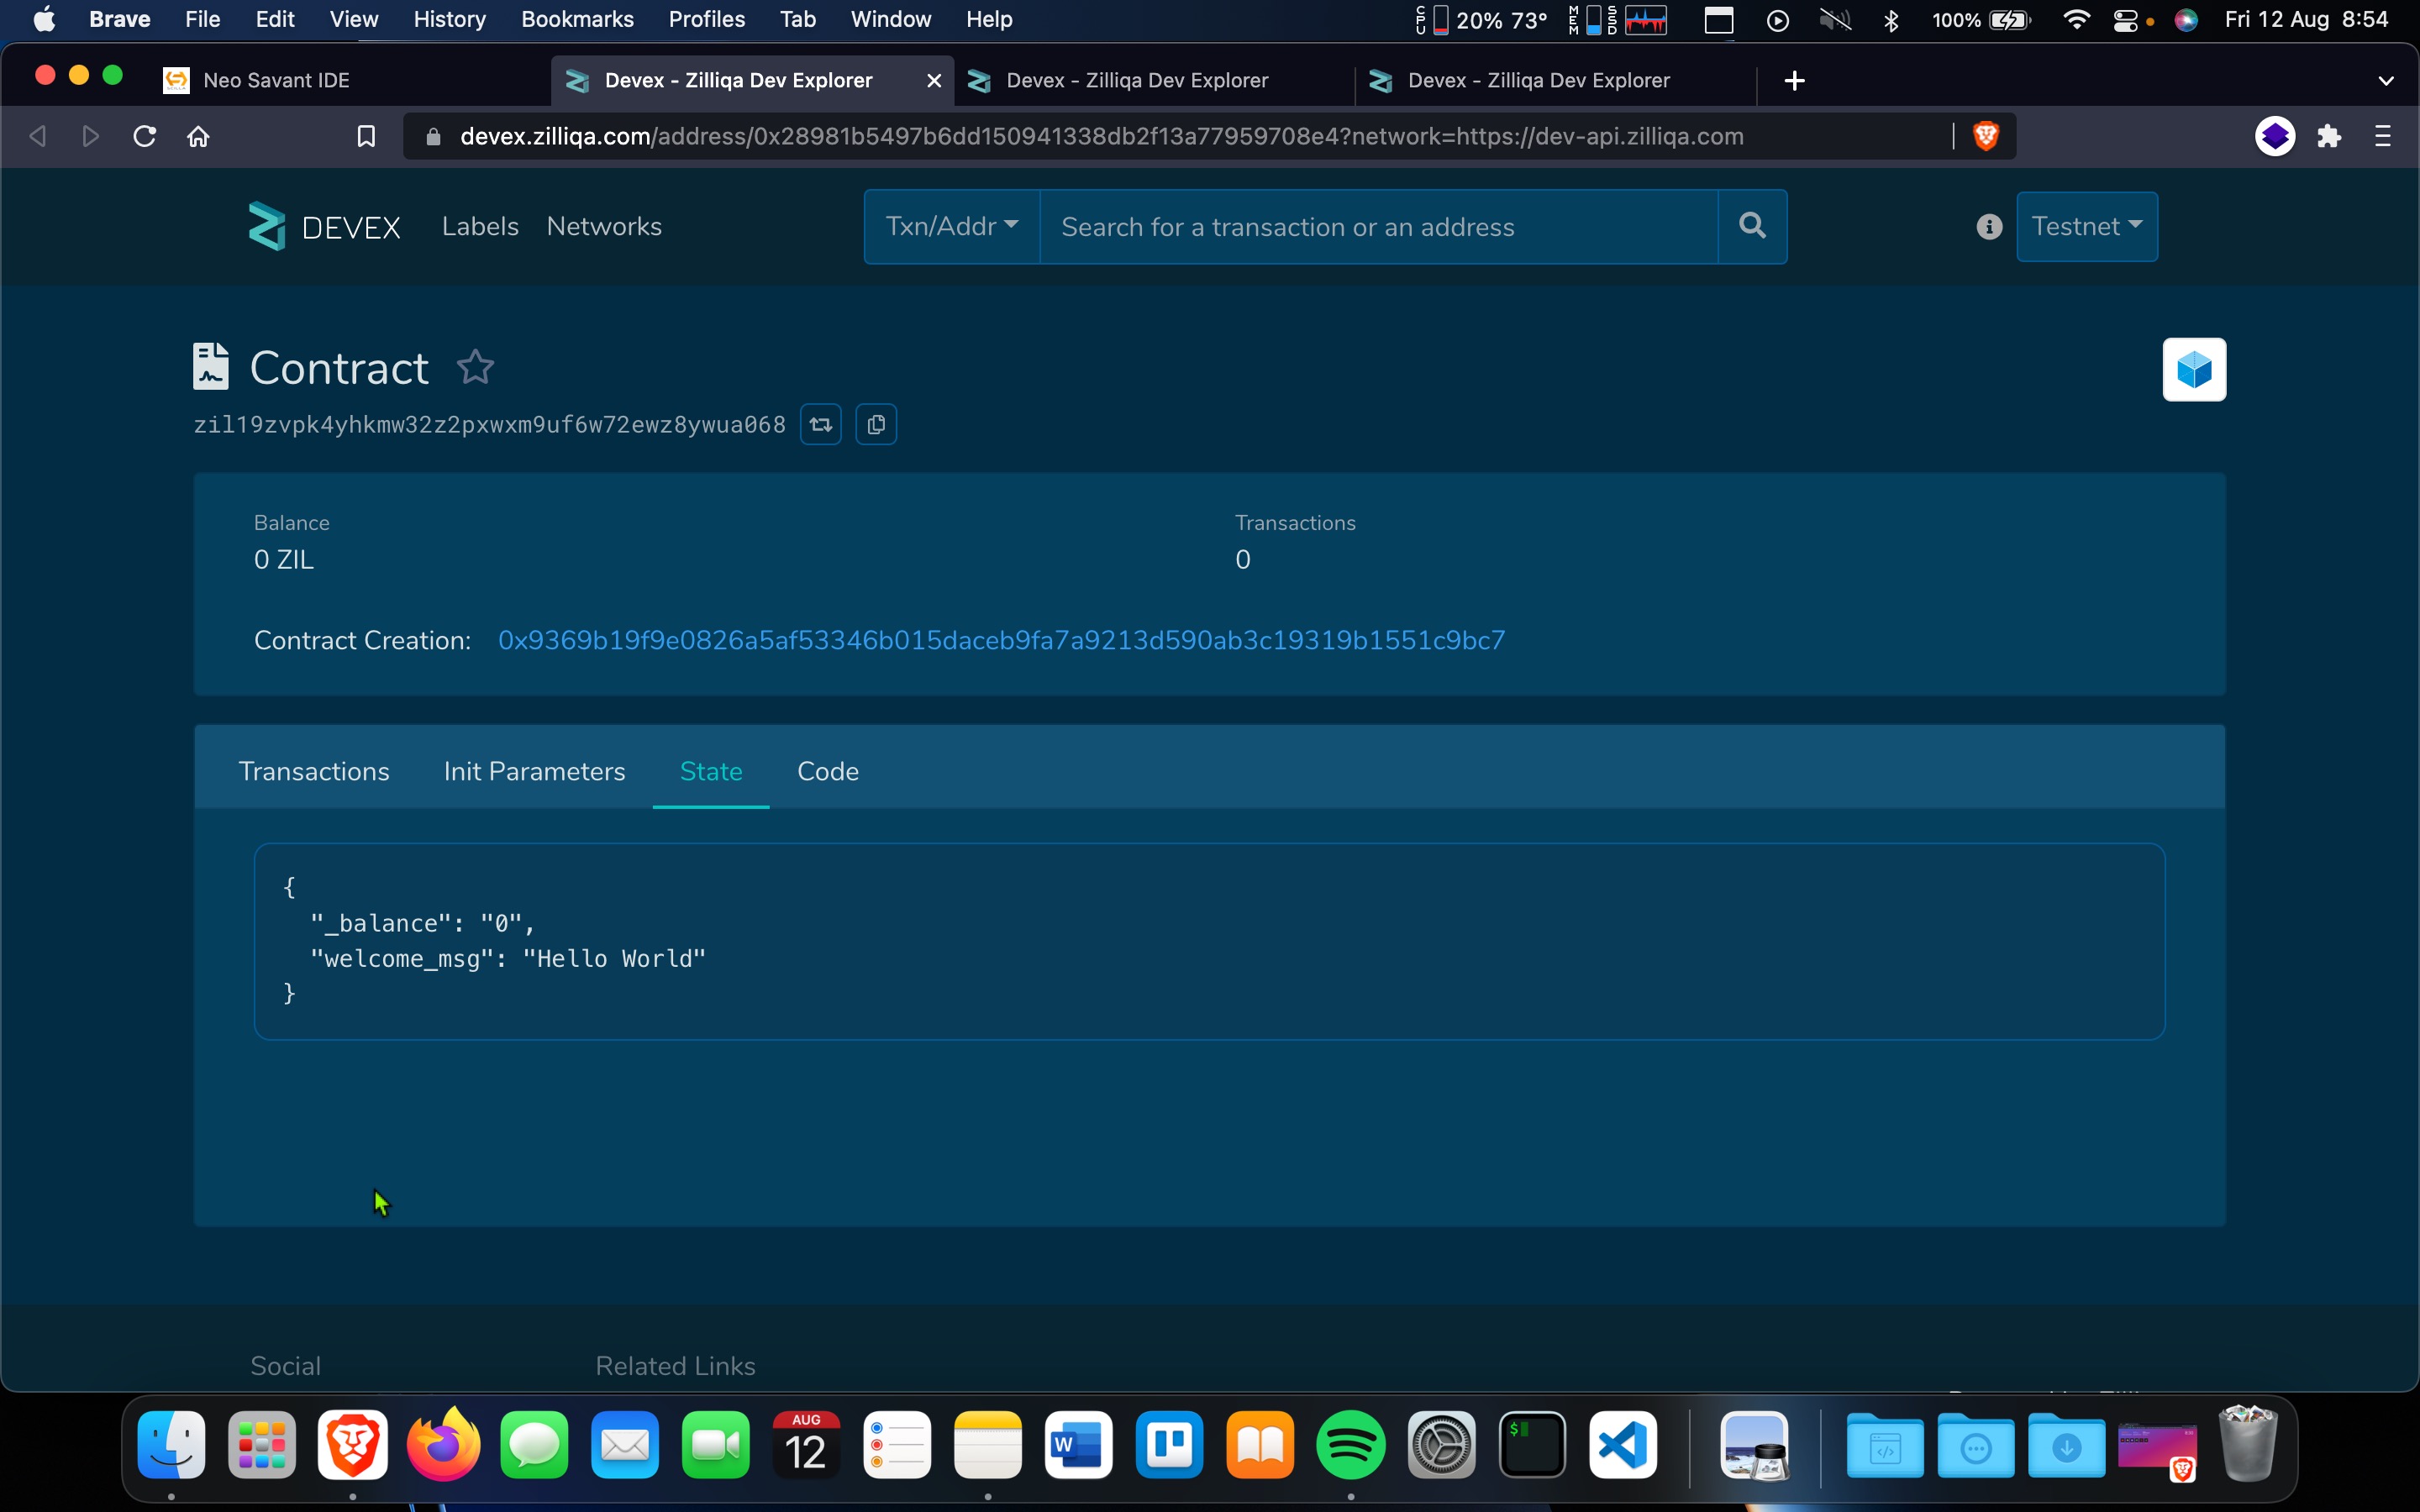 Brave File Edit View History Bookmarks Profiles Tab Window Help CPU 20% 73° MEM SSD 100% Fri 12 Aug 8:54
Neo Savant IDE Devex - Zilliqa Dev Explorer Devex - Zilliqa Dev Explorer Devex - Zilliqa Dev Explorer
devex.zilliqa.com/address/0x28981b5497b6dd150941338db2f13a77959708e4?network=https://dev-api.zilliqa.com
DEVEX Labels Networks Txn/Addr Search for a transaction or an address Testnet
Contract
zil19zvpk4yhkmw32z2pxwxm9uf6w72ewz8ywua068
Balance Transactions
0 ZIL 0
Contract Creation: 0x9369b19f9e0826a5af53346b015daceb9fa7a9213d590ab3c19319b1551c9bc7
Transactions Init Parameters State Code
{
"_balance": "0",
"welcome_msg": "Hello World"
}
Social Related Links
AUG
12
W
$